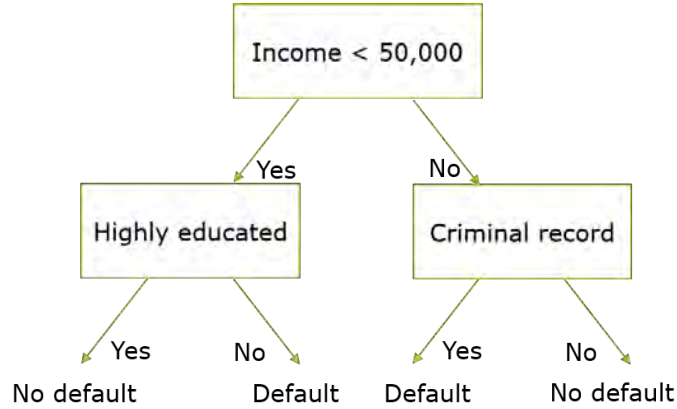 Income < 50,000
Yes
No
Highly educated
Criminal record
Yes
No
Yes
No
No default
Default
Default
No default